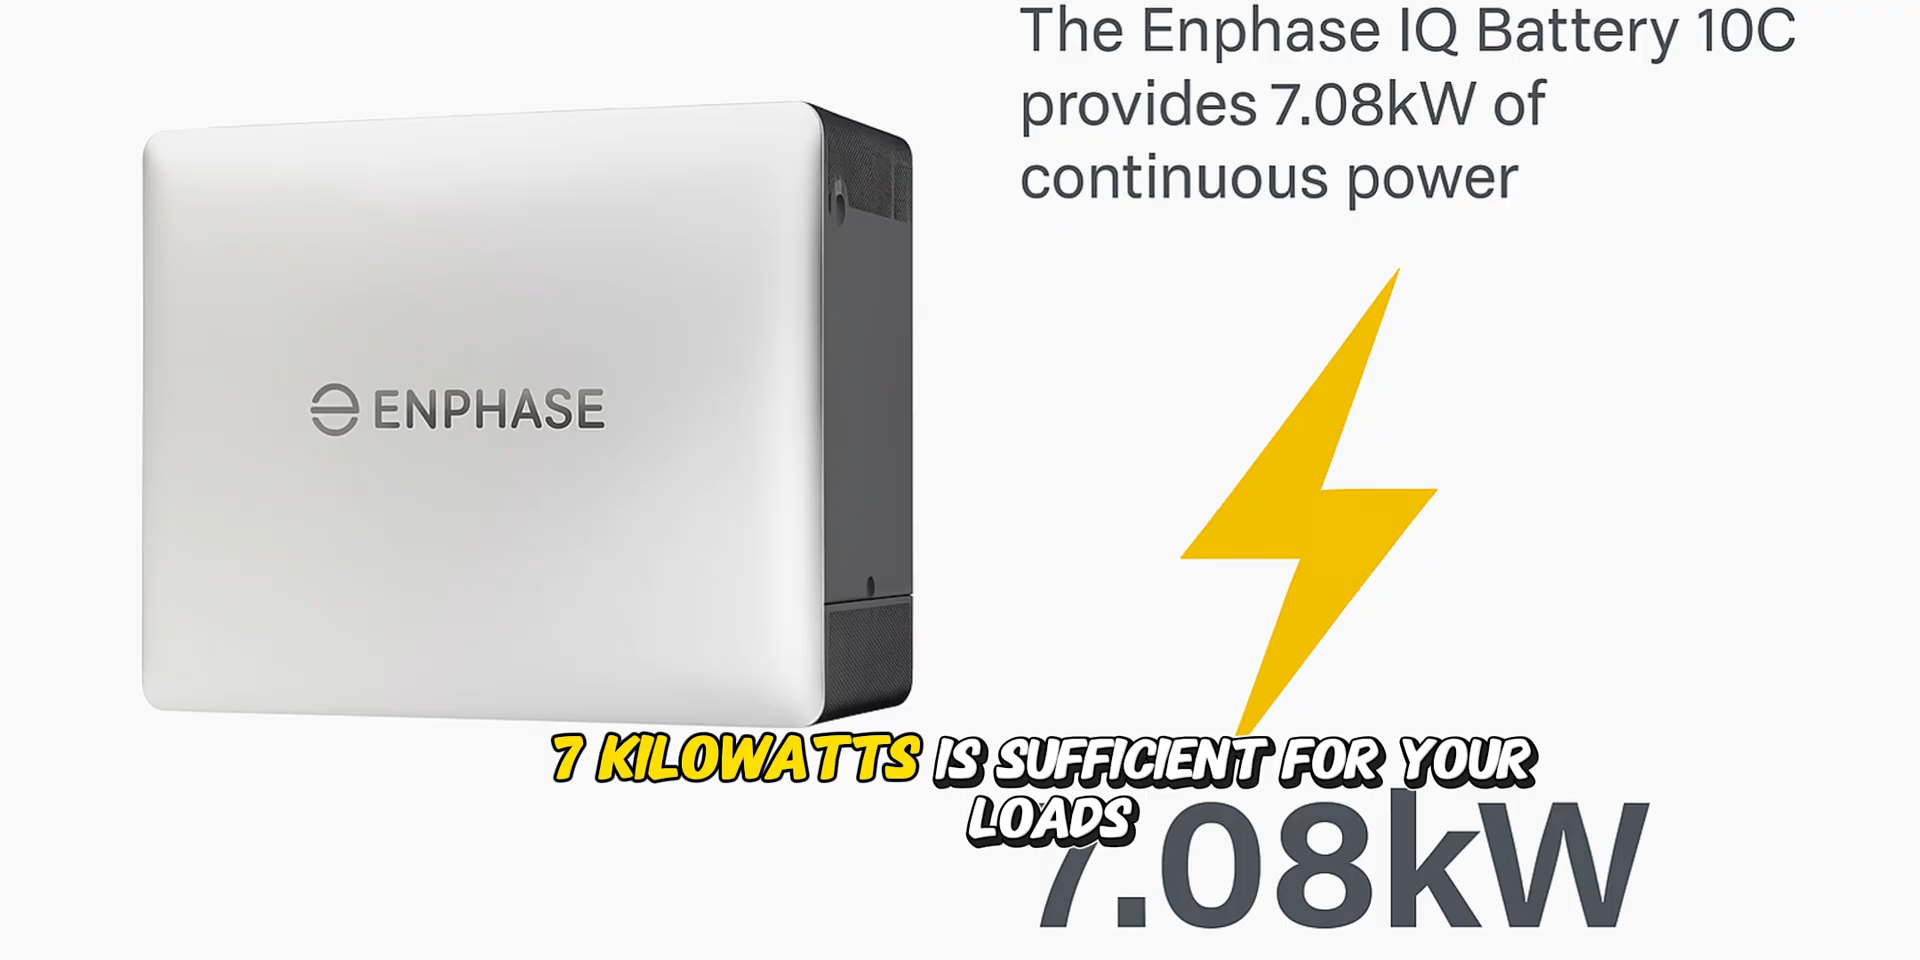 The Enphase IQ Battery 10C
provides 7.08kW of
continuous power
ENPHASE
7 KILOWATTS IS SUFFICIENT FOR YOUR
LOADS
7.08kW